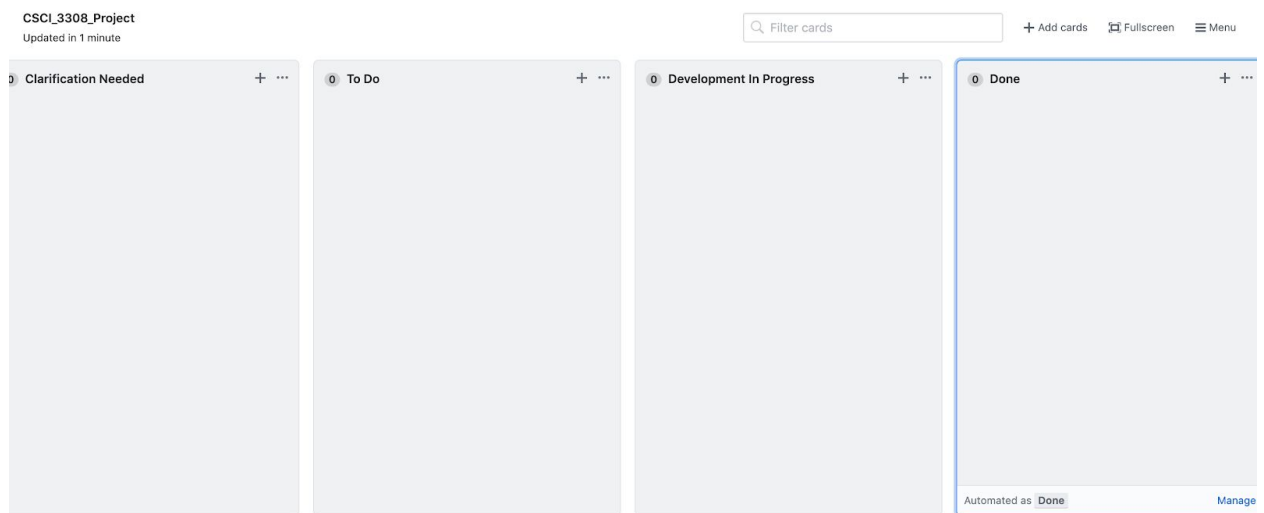 CSCI_3308_Project
Updated in 1 minute
Filter cards
+ Add cards
Fullscreen
Menu
0 Clarification Needed + ...
0 To Do + ...
0 Development In Progress + ...
0 Done + ...
Automated as Done
Manage